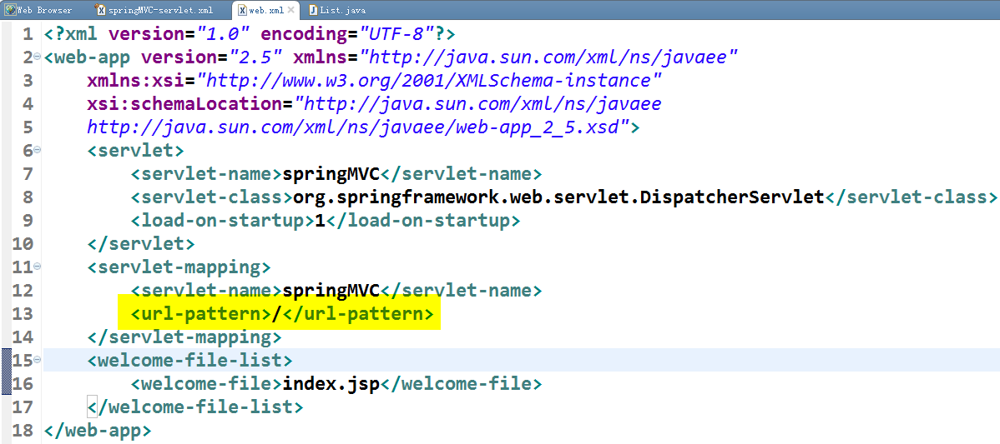 Web Browser springMVC-servlet.xml web.xml List.java
1 <?xml version="1.0" encoding="UTF-8"?>
2 <web-app version="2.5" xmlns="http://java.sun.com/xml/ns/javaee"
3 xmlns:xsi="http://www.w3.org/2001/XMLSchema-instance"
4 xsi:schemaLocation="http://java.sun.com/xml/ns/javaee
5 http://java.sun.com/xml/ns/javaee/web-app_2_5.xsd">
6 <servlet>
7 <servlet-name>springMVC</servlet-name>
8 <servlet-class>org.springframework.web.servlet.DispatcherServlet</servlet-class>
9 <load-on-startup>1</load-on-startup>
10 </servlet>
11 <servlet-mapping>
12 <servlet-name>springMVC</servlet-name>
13 <url-pattern>/</url-pattern>
14 </servlet-mapping>
15 <welcome-file-list>
16 <welcome-file>index.jsp</welcome-file>
17 </welcome-file-list>
18 </web-app>